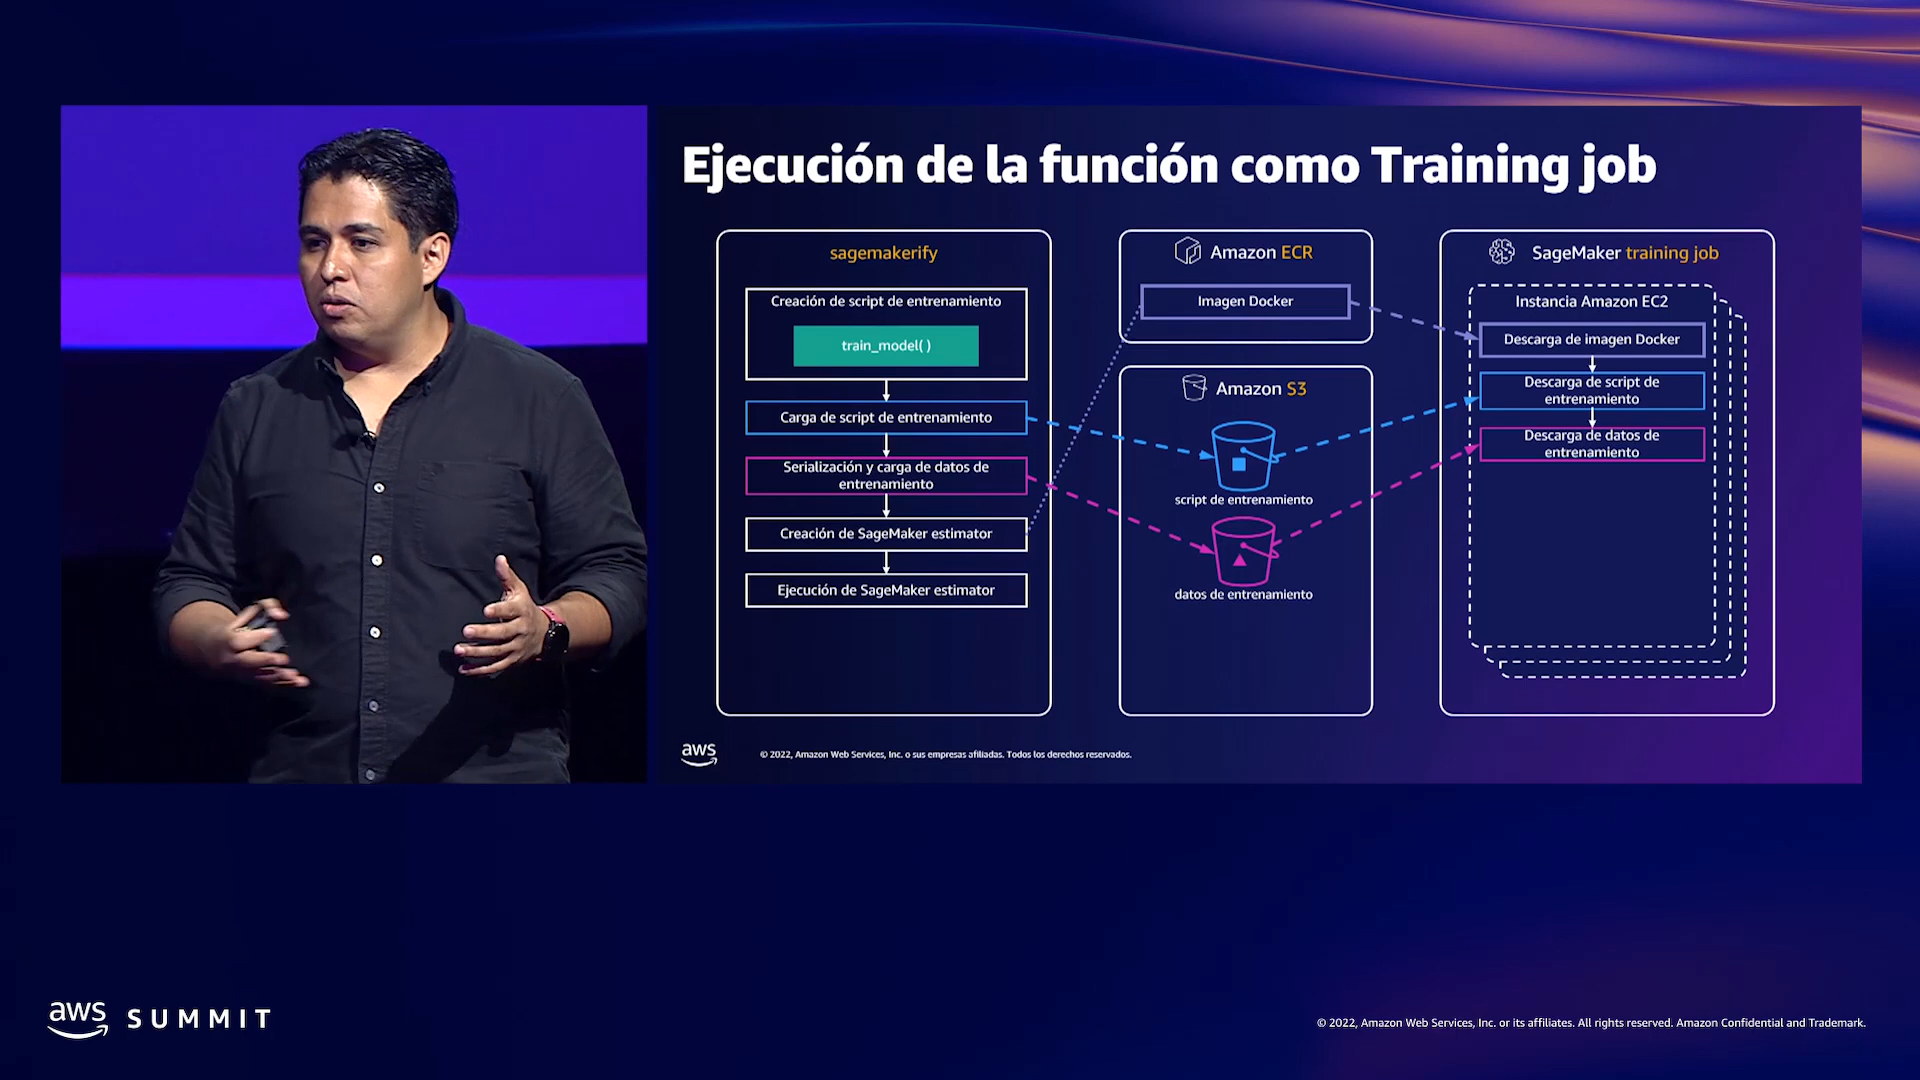 Ejecución de la función como Training job
sagemakerify
Creación de script de entrenamiento
train_model( )
Carga de script de entrenamiento
Serialización y carga de datos de
entrenamiento
Creación de SageMaker estimator
Ejecución de SageMaker estimator
Amazon ECR
Imagen Docker
Amazon S3
script de entrenamiento
datos de entrenamiento
SageMaker training job
Instancia Amazon EC2
Descarga de imagen Docker
Descarga de script de
entrenamiento
Descarga de datos de
entrenamiento
aws
© 2022, Amazon Web Services, Inc. o sus empresas afiliadas. Todos los derechos reservados.
aws SUMMIT
© 2022, Amazon Web Services, Inc. or its affiliates. All rights reserved. Amazon Confidential and Trademark.